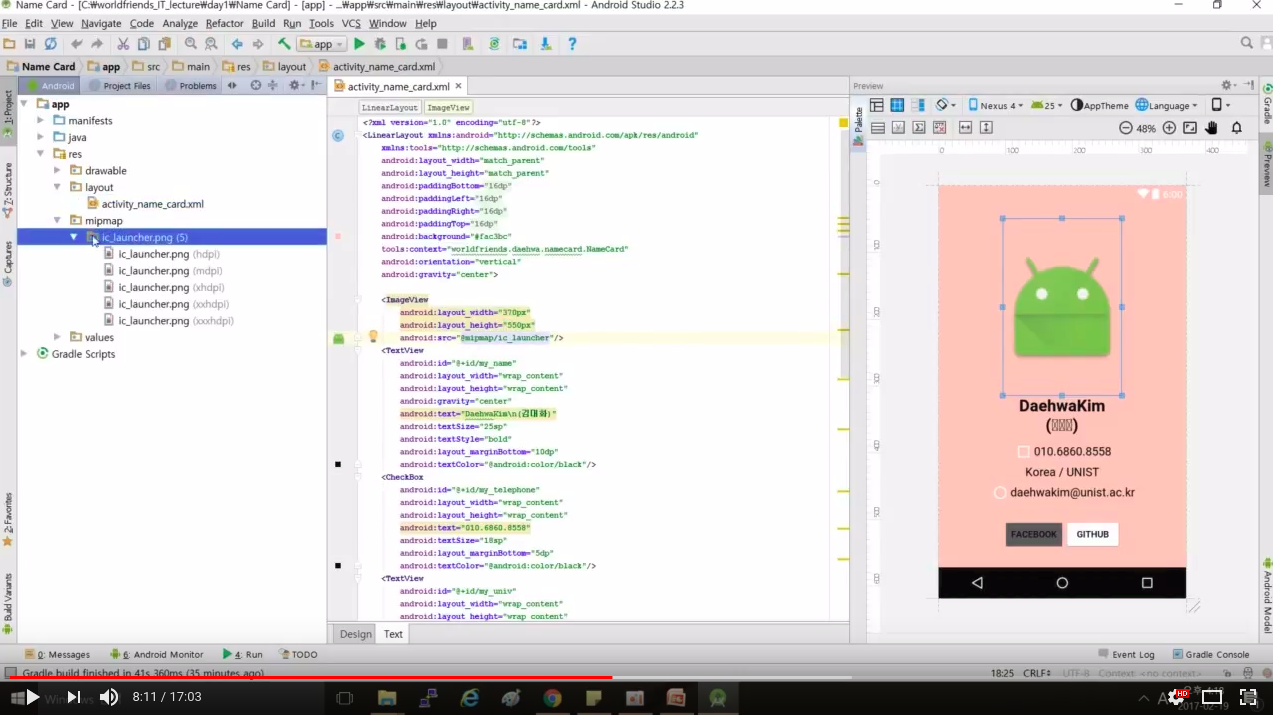 Name Card - [C:₩worldfriends_IT_lecture₩day1₩Name Card] - [app] - ...₩app₩src₩main₩res₩layout₩activity_name_card.xml - Android Studio 2.2.3
File Edit View Navigate Code Analyze Refactor Build Run Tools VCS Window Help
app
Name Card app src main res layout activity_name_card.xml
Android Project Files Problems
activity_name_card.xml
Preview
1: Project
7: Structure
Captures
2: Favorites
Build Variants
app
manifests
java
res
drawable
layout
activity_name_card.xml
mipmap
ic_launcher.png (5)
ic_launcher.png (hdpi)
ic_launcher.png (mdpi)
ic_launcher.png (xhdpi)
ic_launcher.png (xxhdpi)
ic_launcher.png (xxxhdpi)
values
Gradle Scripts
LinearLayout ImageView
<?xml version="1.0" encoding="utf-8"?>
<LinearLayout xmlns:android="http://schemas.android.com/apk/res/android"
xmlns:tools="http://schemas.android.com/tools"
android:layout_width="match_parent"
android:layout_height="match_parent"
android:paddingBottom="16dp"
android:paddingLeft="16dp"
android:paddingRight="16dp"
android:paddingTop="16dp"
android:background="#fac3bc"
tools:context="worldfriends.daehwa.namecard.NameCard"
android:orientation="vertical"
android:gravity="center">
<ImageView
android:layout_width="370px"
android:layout_height="550px"
android:src="@mipmap/ic_launcher"/>
<TextView
android:id="@+id/my_name"
android:layout_width="wrap_content"
android:layout_height="wrap_content"
android:gravity="center"
android:text="DaehwaKim\n(김대화)"
android:textSize="25sp"
android:textStyle="bold"
android:layout_marginBottom="10dp"
android:textColor="@android:color/black"/>
<CheckBox
android:id="@+id/my_telephone"
android:layout_width="wrap_content"
android:layout_height="wrap_content"
android:text="010.6860.8558"
android:textSize="18sp"
android:layout_marginBottom="5dp"
android:textColor="@android:color/black"/>
<TextView
android:id="@+id/my_univ"
android:layout_width="wrap_content"
android:layout_height="wrap content"
Design Text
Palette
Nexus 4 25 AppTheme Language
48%
0 100 200 300 400
6:00
DaehwaKim
010.6860.8558
Korea / UNIST
daehwakim@unist.ac.kr
FACEBOOK GITHUB
Gradle
Preview
Android Model
0: Messages 6: Android Monitor 4: Run TODO Event Log Gradle Console
Gradle build finished in 41s 360ms (35 minutes ago) 18:25 CRLF UTF-8 Context: <no context>
8:11 / 17:03
HD
2017-02-19